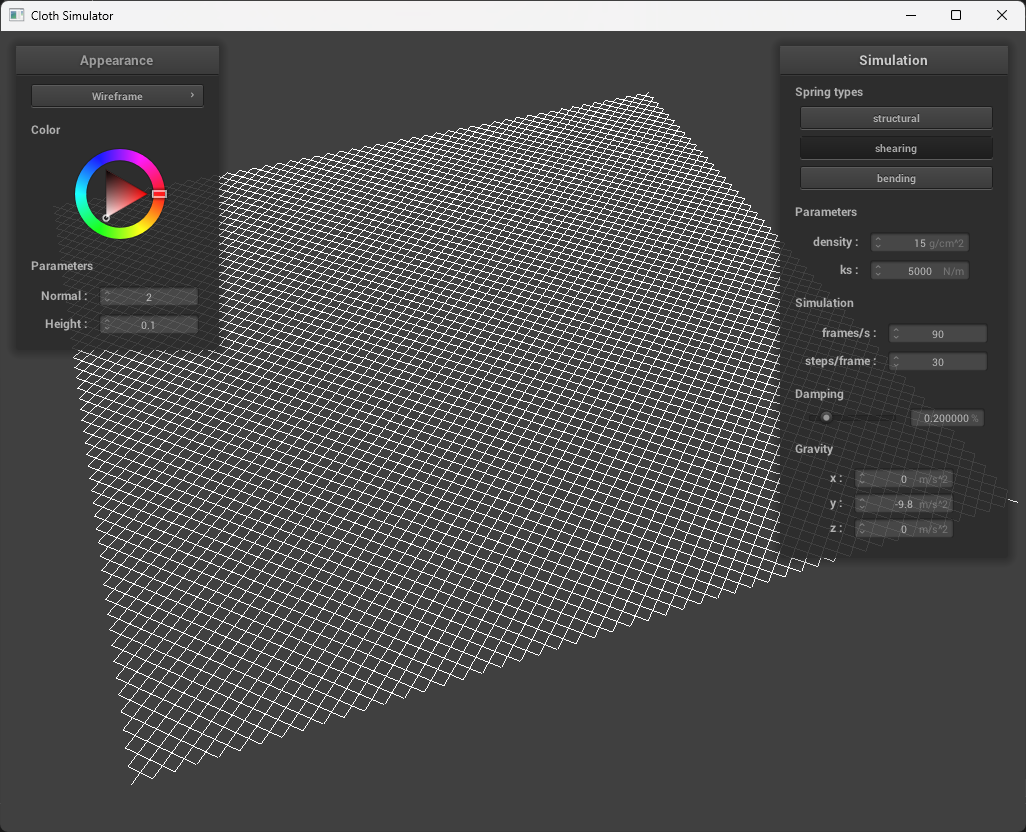 Cloth Simulator
Appearance
Wireframe
Color
Parameters
Normal : 2
Height : 0.1
Simulation
Spring types
structural
shearing
bending
Parameters
density : 15 g/cm^2
ks : 5000 N/m
Simulation
frames/s : 90
steps/frame : 30
Damping
0.200000 %
Gravity
x : 0 m/s^2
y : -9.8 m/s^2
z : 0 m/s^2